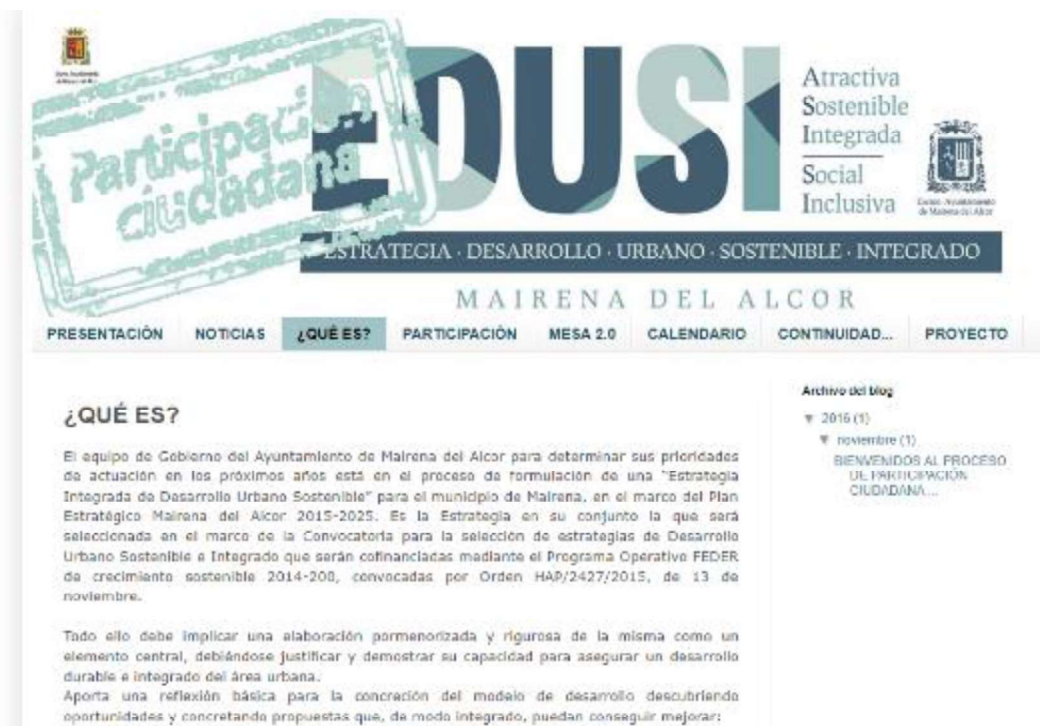 Participación
ciudadana
EDUSI
Atractiva
Sostenible
Integrada
Social
Inclusiva
Excmo. Ayuntamiento
de Mairena del Alcor
ESTRATEGIA · DESARROLLO · URBANO · SOSTENIBLE · INTEGRADO
MAIRENA DEL ALCOR
PRESENTACIÓN NOTICIAS ¿QUÉ ES? PARTICIPACIÓN MESA 2.0 CALENDARIO CONTINUIDAD... PROYECTO
¿QUÉ ES?
El equipo de Gobierno del Ayuntamiento de Mairena del Alcor para determinar sus prioridades
de actuación en los próximos años está en el proceso de formulación de una "Estrategia
Integrada de Desarrollo Urbano Sostenible" para el municipio de Mairena, en el marco del Plan
Estratégico Mairena del Alcor 2015-2025. Es la Estrategia en su conjunto la que será
seleccionada en el marco de la Convocatoria para la selección de estrategias de Desarrollo
Urbano Sostenible e Integrado que serán cofinanciadas mediante el Programa Operativo FEDER
de crecimiento sostenible 2014-200, convocadas por Orden HAP/2427/2015, de 13 de
noviembre.
Todo ello debe implicar una elaboración pormenorizada y rigurosa de la misma como un
elemento central, debiéndose justificar y demostrar su capacidad para asegurar un desarrollo
durable e integrado del área urbana.
Aporta una reflexión básica para la concreción del modelo de desarrollo descubriendo
oportunidades y concretando propuestas que, de modo integrado, puedan conseguir mejorar:
Archivo del blog
▼ 2016 (1)
▼ noviembre (1)
BIENVENIDOS AL PROCESO
DE PARTICIPACIÓN
CIUDADANA ...